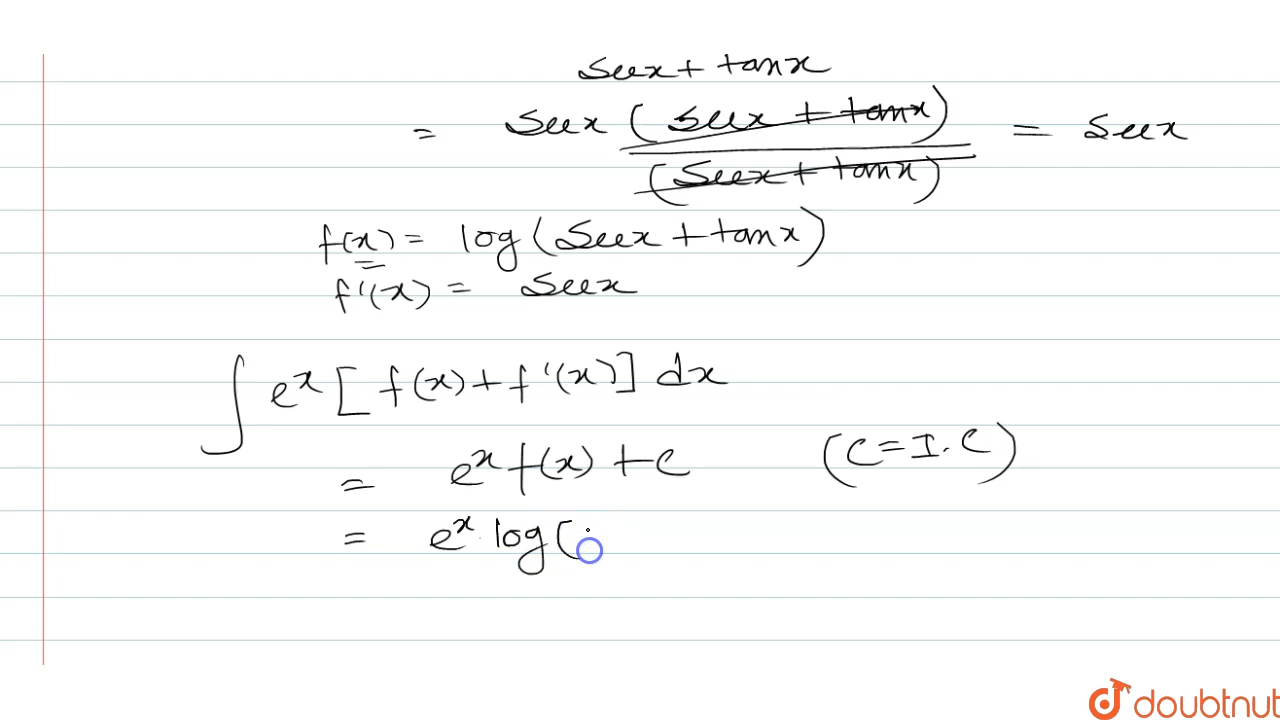 secx + tanx
= secx (secx + tanx) = secx
(secx + tanx)
f(x) = log(secx + tanx)
f'(x) = secx
∫ e^x [f(x) + f'(x)] dx
= e^x f(x) + c (c = I.C)
= e^x · log(
doubtnut